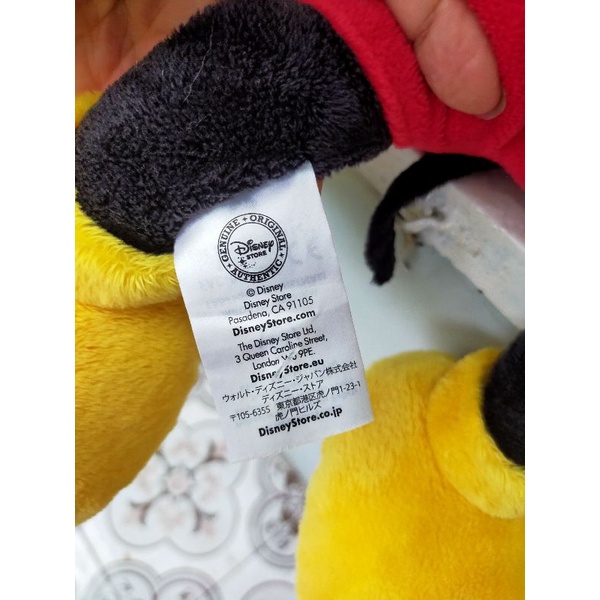 GENUINE • ORIGINAL
Disney
STORE
AUTHENTIC
© Disney
Disney Store
Pasadena, CA 91105
DisneyStore.com
The Disney Store Ltd,
3 Queen Caroline Street,
London 9PE.
DisneyStore.eu
ウォルト・ディズニー・ジャパン株式会社
ディズニー・ストア
〒105-6355 東京都港区虎ノ門1-23-1
虎ノ門ヒルズ
DisneyStore.co.jp